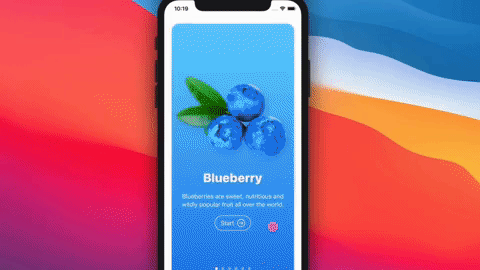 10:19
Blueberry
Blueberries are sweet, nutritious and
wildly popular fruit all over the world.
Start